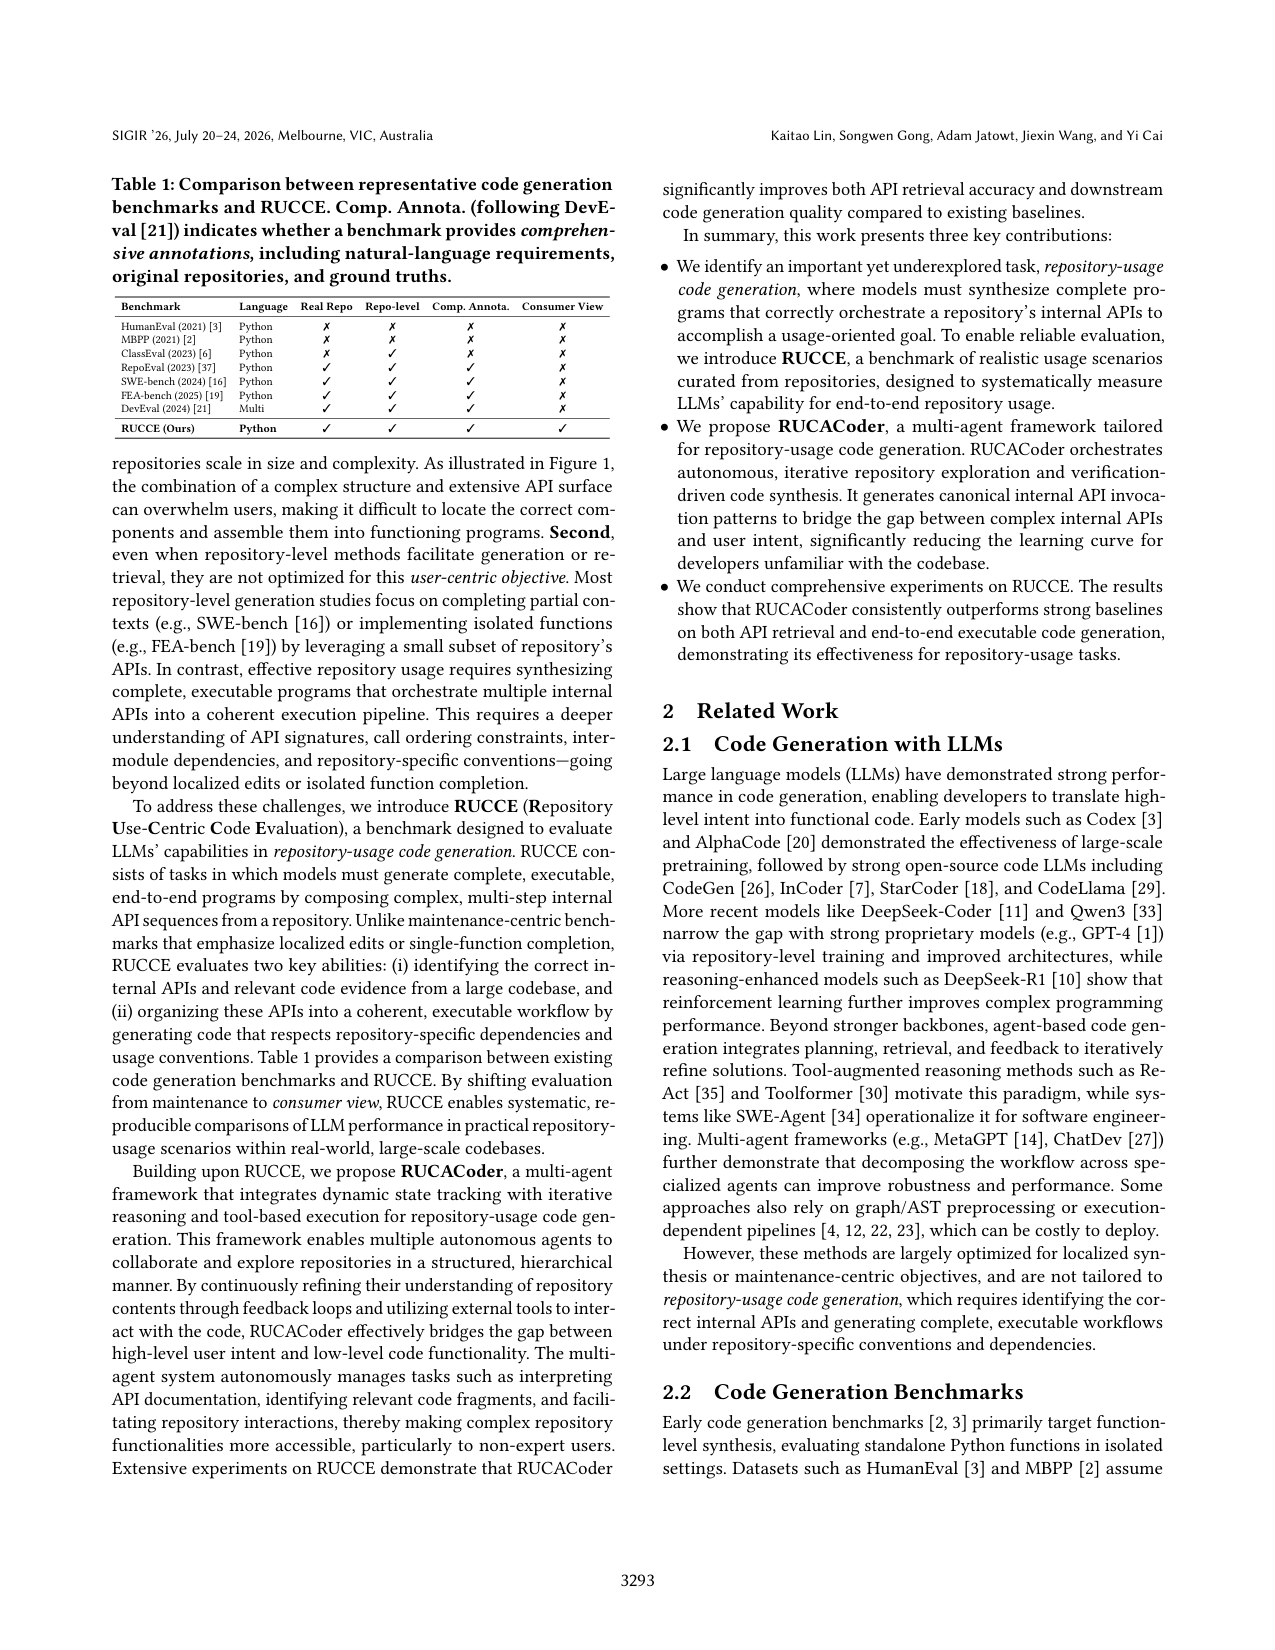 SIGIR ’26, July 20–24, 2026, Melbourne, VIC, Australia
Kaitao Lin, Songwen Gong, Adam Jatowt, Jiexin Wang, and Yi Cai
Table 1: Comparison between representative code generation
benchmarks and RUCCE. Comp. Annota. (following DevE-
val [21]) indicates whether a benchmark provides comprehen-
sive annotations, including natural-language requirements,
original repositories, and ground truths.
Benchmark Language Real Repo Repo-level Comp. Annota. Consumer View
HumanEval (2021) [3] Python ✗ ✗ ✗ ✗
MBPP (2021) [2] Python ✗ ✗ ✗ ✗
ClassEval (2023) [6] Python ✗ ✓ ✗ ✗
RepoEval (2023) [37] Python ✓ ✓ ✓ ✗
SWE-bench (2024) [16] Python ✓ ✓ ✓ ✗
FEA-bench (2025) [19] Python ✓ ✓ ✓ ✗
DevEval (2024) [21] Multi ✓ ✓ ✓ ✗
RUCCE (Ours) Python ✓ ✓ ✓ ✓
repositories scale in size and complexity. As illustrated in Figure 1,
the combination of a complex structure and extensive API surface
can overwhelm users, making it difficult to locate the correct com-
ponents and assemble them into functioning programs. Second,
even when repository-level methods facilitate generation or re-
trieval, they are not optimized for this user-centric objective. Most
repository-level generation studies focus on completing partial con-
texts (e.g., SWE-bench [16]) or implementing isolated functions
(e.g., FEA-bench [19]) by leveraging a small subset of repository’s
APIs. In contrast, effective repository usage requires synthesizing
complete, executable programs that orchestrate multiple internal
APIs into a coherent execution pipeline. This requires a deeper
understanding of API signatures, call ordering constraints, inter-
module dependencies, and repository-specific conventions—going
beyond localized edits or isolated function completion.
To address these challenges, we introduce RUCCE (Repository
Use-Centric Code Evaluation), a benchmark designed to evaluate
LLMs’ capabilities in repository-usage code generation. RUCCE con-
sists of tasks in which models must generate complete, executable,
end-to-end programs by composing complex, multi-step internal
API sequences from a repository. Unlike maintenance-centric bench-
marks that emphasize localized edits or single-function completion,
RUCCE evaluates two key abilities: (i) identifying the correct in-
ternal APIs and relevant code evidence from a large codebase, and
(ii) organizing these APIs into a coherent, executable workflow by
generating code that respects repository-specific dependencies and
usage conventions. Table 1 provides a comparison between existing
code generation benchmarks and RUCCE. By shifting evaluation
from maintenance to consumer view, RUCCE enables systematic, re-
producible comparisons of LLM performance in practical repository-
usage scenarios within real-world, large-scale codebases.
Building upon RUCCE, we propose RUCACoder, a multi-agent
framework that integrates dynamic state tracking with iterative
reasoning and tool-based execution for repository-usage code gen-
eration. This framework enables multiple autonomous agents to
collaborate and explore repositories in a structured, hierarchical
manner. By continuously refining their understanding of repository
contents through feedback loops and utilizing external tools to inter-
act with the code, RUCACoder effectively bridges the gap between
high-level user intent and low-level code functionality. The multi-
agent system autonomously manages tasks such as interpreting
API documentation, identifying relevant code fragments, and facili-
tating repository interactions, thereby making complex repository
functionalities more accessible, particularly to non-expert users.
Extensive experiments on RUCCE demonstrate that RUCACoder
significantly improves both API retrieval accuracy and downstream
code generation quality compared to existing baselines.
In summary, this work presents three key contributions:
• We identify an important yet underexplored task, repository-usage
code generation, where models must synthesize complete pro-
grams that correctly orchestrate a repository’s internal APIs to
accomplish a usage-oriented goal. To enable reliable evaluation,
we introduce RUCCE, a benchmark of realistic usage scenarios
curated from repositories, designed to systematically measure
LLMs’ capability for end-to-end repository usage.
• We propose RUCACoder, a multi-agent framework tailored
for repository-usage code generation. RUCACoder orchestrates
autonomous, iterative repository exploration and verification-
driven code synthesis. It generates canonical internal API invoca-
tion patterns to bridge the gap between complex internal APIs
and user intent, significantly reducing the learning curve for
developers unfamiliar with the codebase.
• We conduct comprehensive experiments on RUCCE. The results
show that RUCACoder consistently outperforms strong baselines
on both API retrieval and end-to-end executable code generation,
demonstrating its effectiveness for repository-usage tasks.
2 Related Work
2.1 Code Generation with LLMs
Large language models (LLMs) have demonstrated strong perfor-
mance in code generation, enabling developers to translate high-
level intent into functional code. Early models such as Codex [3]
and AlphaCode [20] demonstrated the effectiveness of large-scale
pretraining, followed by strong open-source code LLMs including
CodeGen [26], InCoder [7], StarCoder [18], and CodeLlama [29].
More recent models like DeepSeek-Coder [11] and Qwen3 [33]
narrow the gap with strong proprietary models (e.g., GPT-4 [1])
via repository-level training and improved architectures, while
reasoning-enhanced models such as DeepSeek-R1 [10] show that
reinforcement learning further improves complex programming
performance. Beyond stronger backbones, agent-based code gen-
eration integrates planning, retrieval, and feedback to iteratively
refine solutions. Tool-augmented reasoning methods such as Re-
Act [35] and Toolformer [30] motivate this paradigm, while sys-
tems like SWE-Agent [34] operationalize it for software engineer-
ing. Multi-agent frameworks (e.g., MetaGPT [14], ChatDev [27])
further demonstrate that decomposing the workflow across spe-
cialized agents can improve robustness and performance. Some
approaches also rely on graph/AST preprocessing or execution-
dependent pipelines [4, 12, 22, 23], which can be costly to deploy.
However, these methods are largely optimized for localized syn-
thesis or maintenance-centric objectives, and are not tailored to
repository-usage code generation, which requires identifying the cor-
rect internal APIs and generating complete, executable workflows
under repository-specific conventions and dependencies.
2.2 Code Generation Benchmarks
Early code generation benchmarks [2, 3] primarily target function-
level synthesis, evaluating standalone Python functions in isolated
settings. Datasets such as HumanEval [3] and MBPP [2] assume
3293